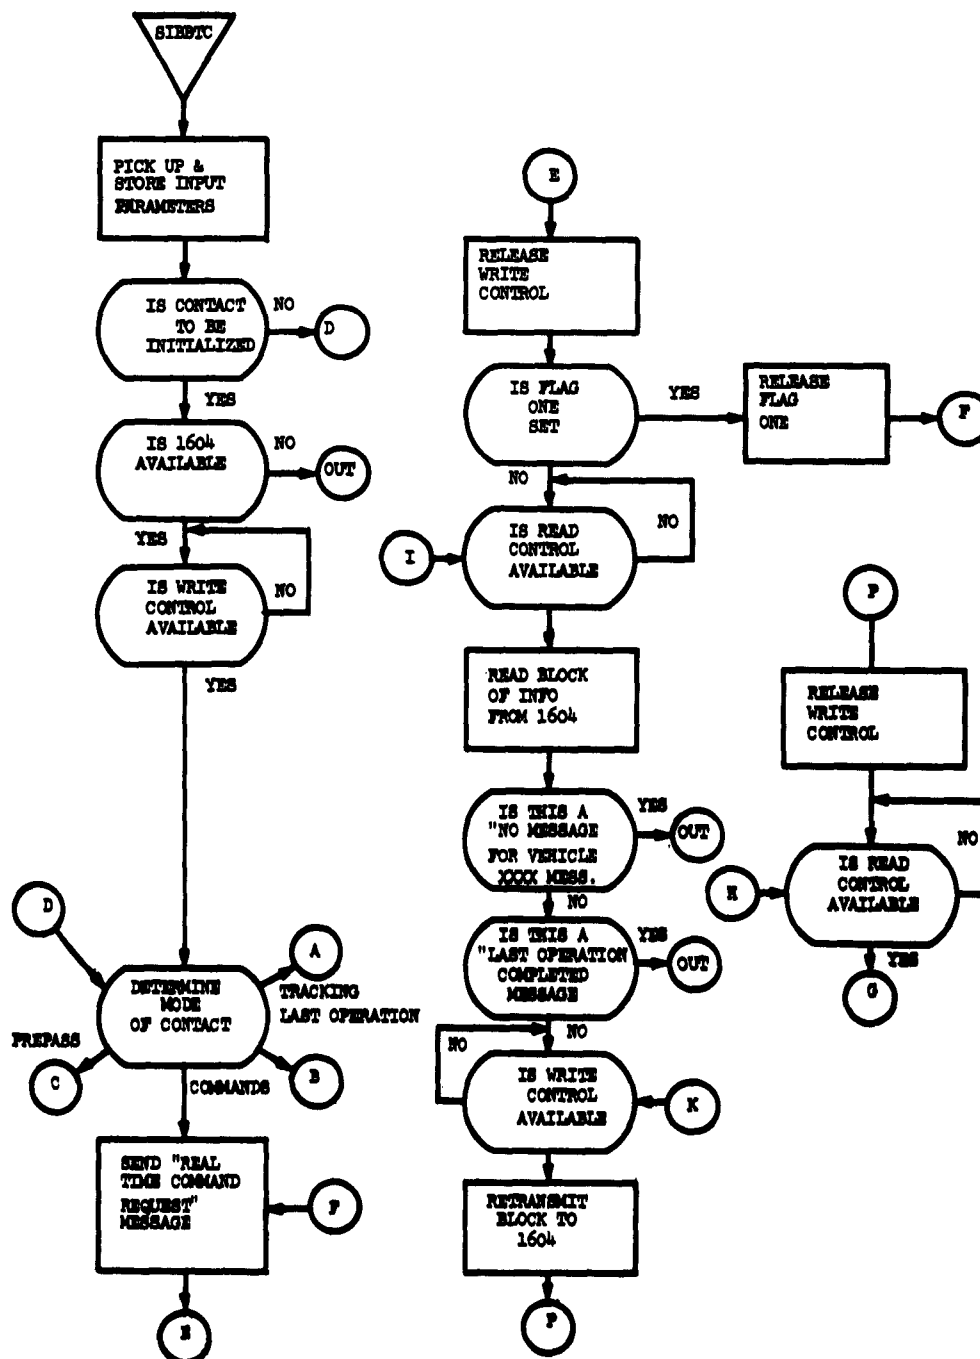 SIBBTC
PICK UP &
STORE INPUT
PARAMETERS
IS CONTACT
TO BE
INITIALIZED
NO
D
YES
IS 1604
AVAILABLE
NO
OUT
YES
IS WRITE
CONTROL
AVAILABLE
NO
YES
D
DETERMINE
MODE
OF CONTACT
A
TRACKING
LAST OPERATION
PREPASS
C
B
COMMANDS
SEND "REAL
TIME COMMAND
REQUEST"
MESSAGE
F
E
E
RELEASE
WRITE
CONTROL
IS FLAG
ONE
SET
YES
RELEASE
FLAG
ONE
F
NO
IS READ
CONTROL
AVAILABLE
NO
I
READ BLOCK
OF INFO
FROM 1604
IS THIS A
"NO MESSAGE
FOR VEHICLE
XXXX MESS.
YES
OUT
NO
IS THIS A
"LAST OPERATION
COMPLETED
MESSAGE
YES
OUT
NO
NO
IS WRITE
CONTROL
AVAILABLE
K
RETRANSMIT
BLOCK TO
1604
P
P
RELEASE
WRITE
CONTROL
NO
IS READ
CONTROL
AVAILABLE
H
YES
G